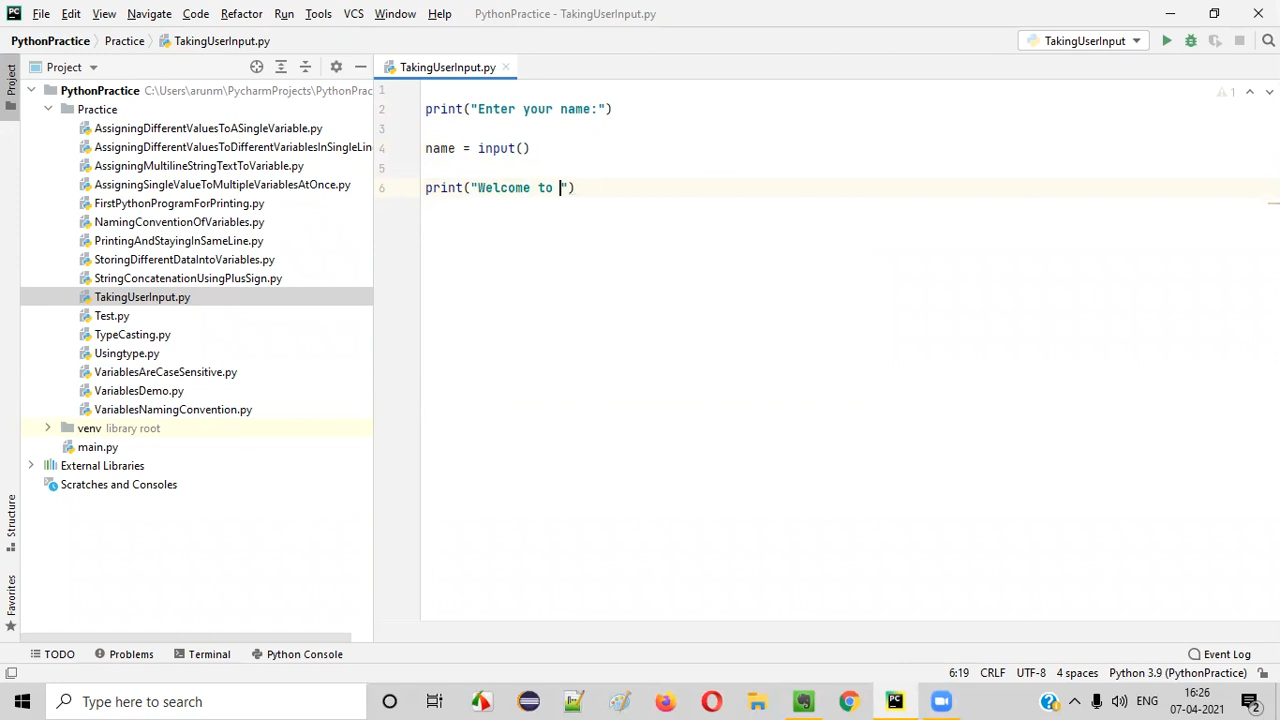 File Edit View Navigate Code Refactor Run Tools VCS Window Help PythonPractice - TakingUserInput.py
PythonPractice Practice TakingUserInput.py TakingUserInput
Project
TakingUserInput.py
PythonPractice C:\Users\arunm\PycharmProjects\PythonPrac
Practice
AssigningDifferentValuesToASingleVariable.py
AssigningDifferentValuesToDifferentVariablesInSingleLin
AssigningMultilineStringTextToVariable.py
AssigningSingleValueToMultipleVariablesAtOnce.py
FirstPythonProgramForPrinting.py
NamingConventionOfVariables.py
PrintingAndStayingInSameLine.py
StoringDifferentDataIntoVariables.py
StringConcatenationUsingPlusSign.py
TakingUserInput.py
Test.py
TypeCasting.py
Usingtype.py
VariablesAreCaseSensitive.py
VariablesDemo.py
VariablesNamingConvention.py
venv library root
main.py
External Libraries
Scratches and Consoles
1
2 print("Enter your name:")
3
4 name = input()
5
6 print("Welcome to ")
1
Project
Structure
Favorites
TODO Problems Terminal Python Console Event Log
6:19 CRLF UTF-8 4 spaces Python 3.9 (PythonPractice)
Type here to search
ENG
16:26
07-04-2021
2